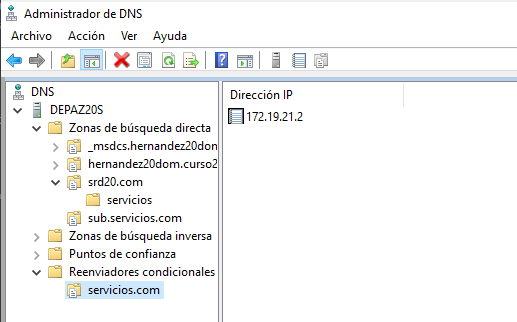 Administrador de DNS
Archivo Acción Ver Ayuda
DNS
DEPAZ20S
Zonas de búsqueda directa
_msdcs.hernandez20don
hernandez20dom.curso2
srd20.com
servicios
sub.servicios.com
Zonas de búsqueda inversa
Puntos de confianza
Reenviadores condicionales
servicios.com
Dirección IP
172.19.21.2